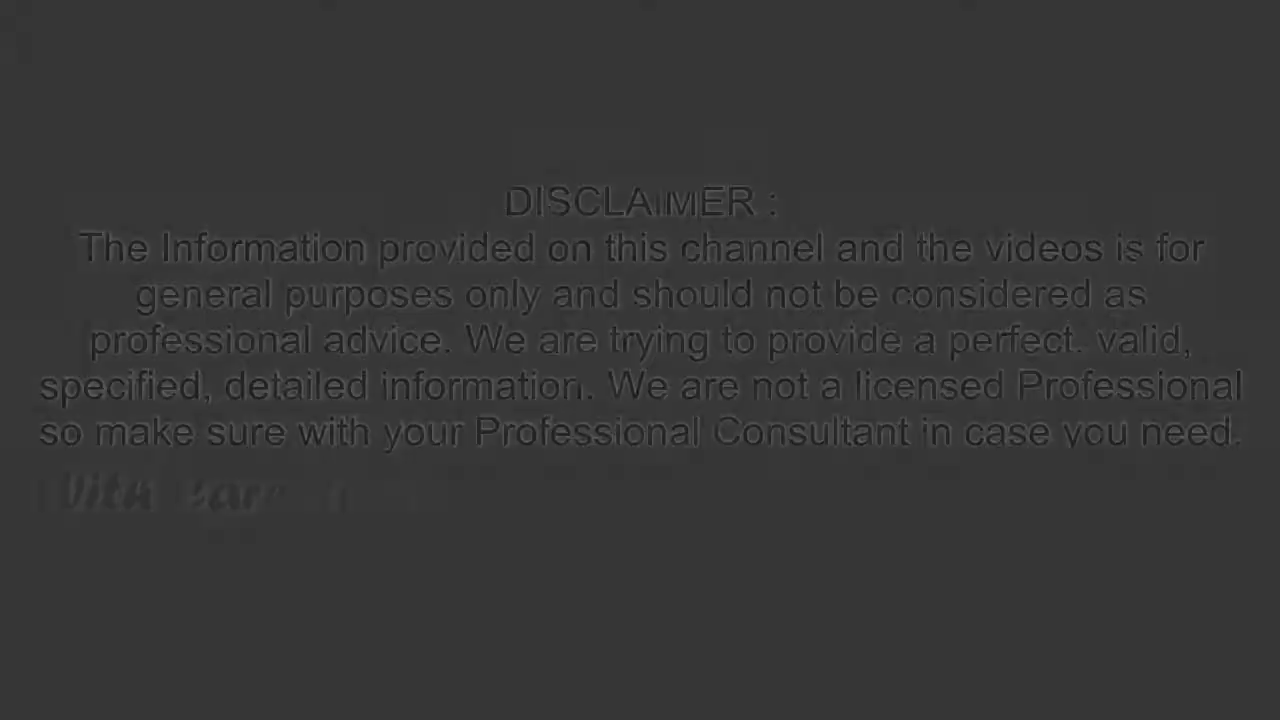 DISCLAIMER :
The Information provided on this channel and the videos is for
general purposes only and should not be considered as
professional advice. We are trying to provide a perfect. valid,
specified, detailed information. We are not a licensed Professional
so make sure with your Professional Consultant in case you need.